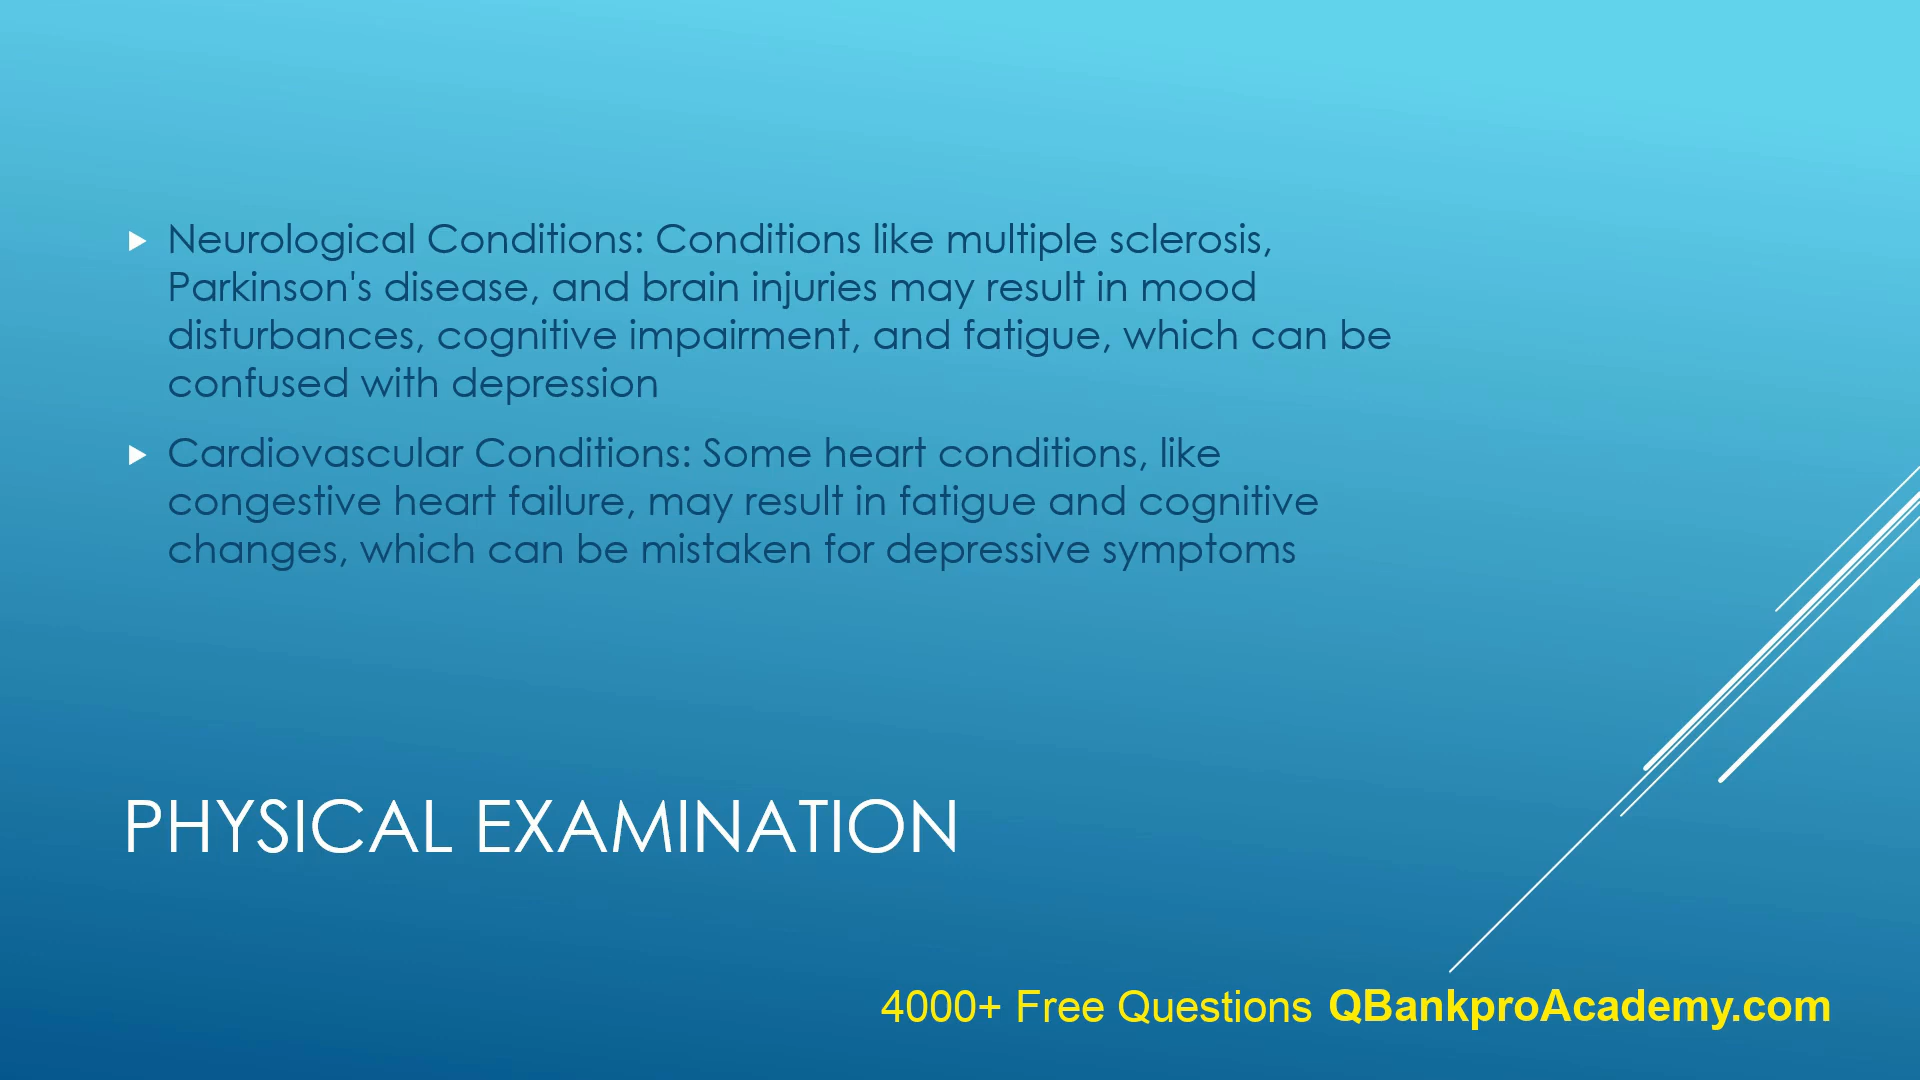 Neurological Conditions: Conditions like multiple sclerosis,
Parkinson's disease, and brain injuries may result in mood
disturbances, cognitive impairment, and fatigue, which can be
confused with depression
Cardiovascular Conditions: Some heart conditions, like
congestive heart failure, may result in fatigue and cognitive
changes, which can be mistaken for depressive symptoms
PHYSICAL EXAMINATION
4000+ Free Questions QBankproAcademy.com